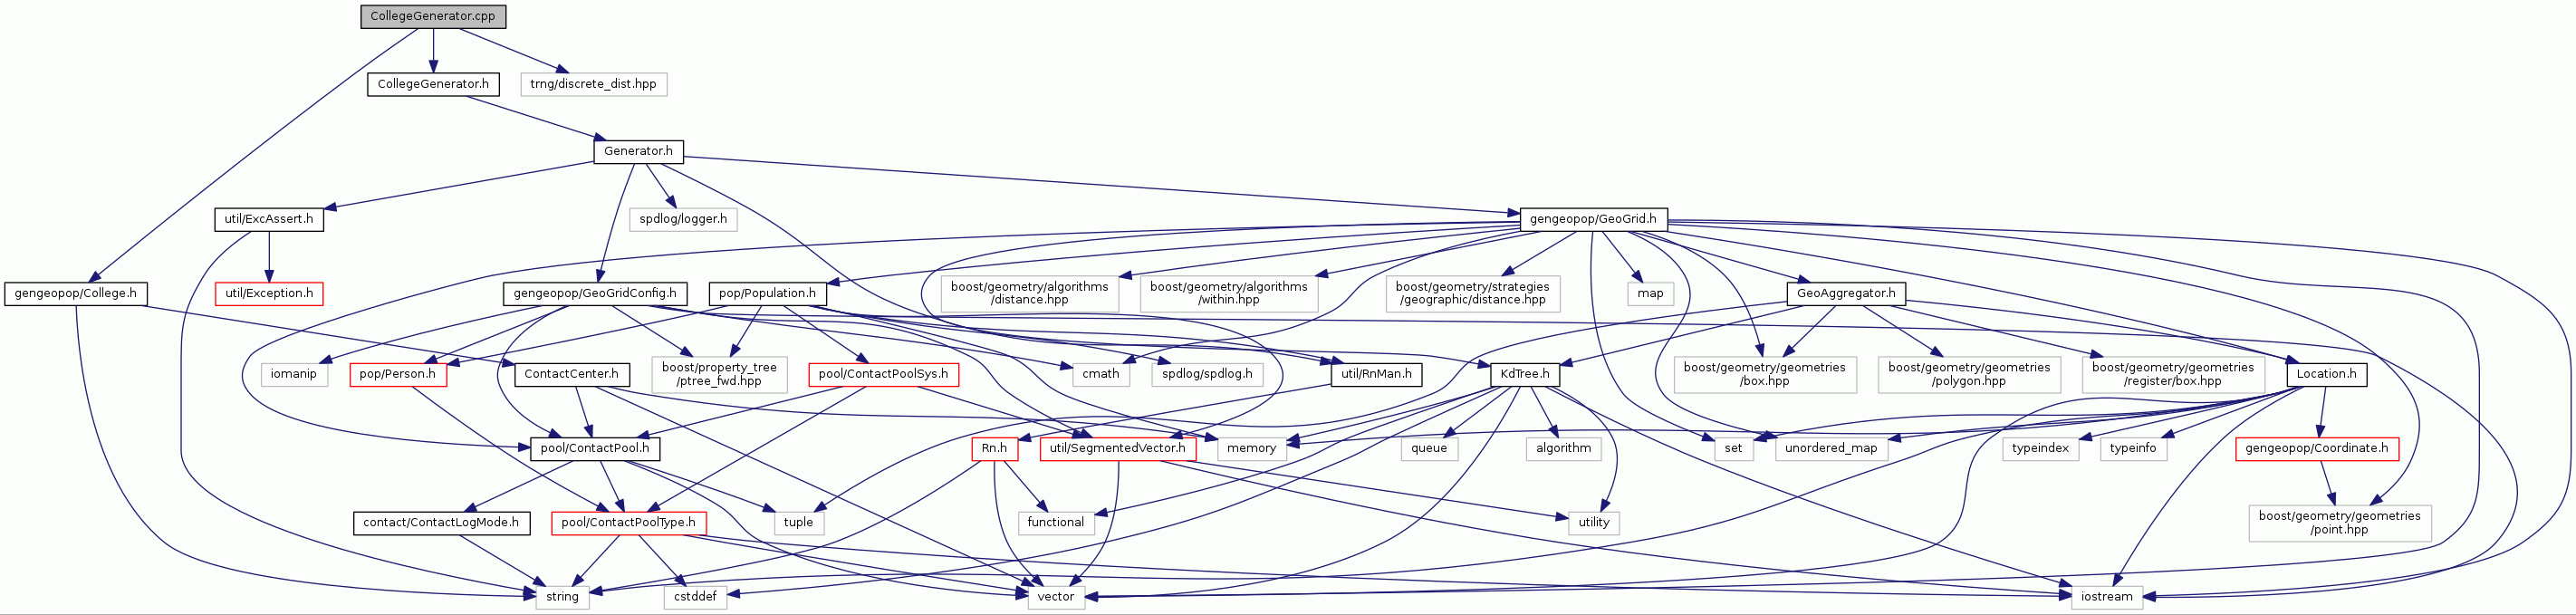 CollegeGenerator.cpp
CollegeGenerator.h
trng/discrete_dist.hpp
Generator.h
util/ExcAssert.h
spdlog/logger.h
gengeopop/GeoGrid.h
gengeopop/College.h
util/Exception.h
gengeopop/GeoGridConfig.h
pop/Population.h
boost/geometry/algorithms
/distance.hpp
boost/geometry/algorithms
/within.hpp
boost/geometry/strategies
/geographic/distance.hpp
map
GeoAggregator.h
iomanip
pop/Person.h
ContactCenter.h
boost/property_tree
/ptree_fwd.hpp
pool/ContactPoolSys.h
cmath
spdlog/spdlog.h
util/RnMan.h
KdTree.h
boost/geometry/geometries
/box.hpp
boost/geometry/geometries
/polygon.hpp
boost/geometry/geometries
/register/box.hpp
Location.h
pool/ContactPool.h
Rn.h
util/SegmentedVector.h
memory
queue
algorithm
set
unordered_map
typeindex
typeinfo
gengeopop/Coordinate.h
contact/ContactLogMode.h
pool/ContactPoolType.h
tuple
functional
utility
boost/geometry/geometries
/point.hpp
string
cstddef
vector
iostream